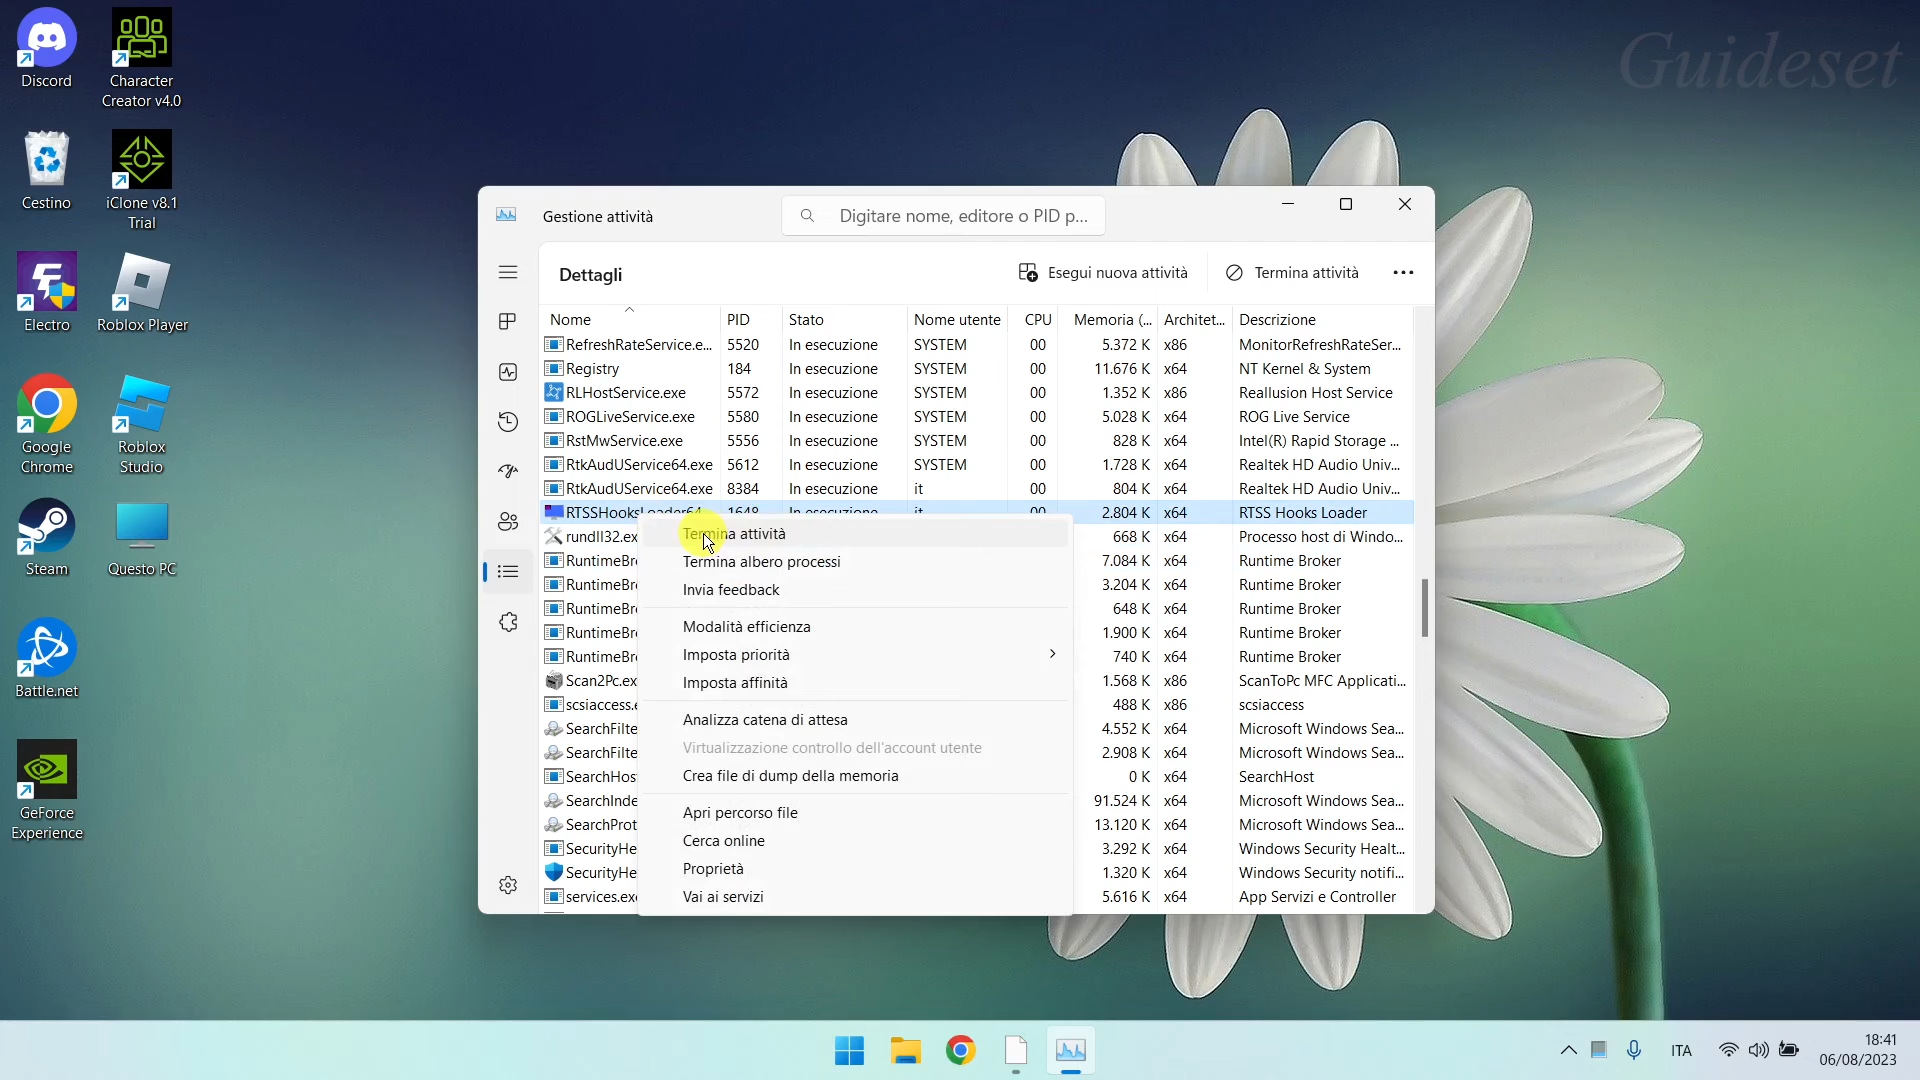 Guideset
Discord
Character
Creator v4.0
Cestino
iClone v8.1
Trial
Electro
Roblox Player
Google
Chrome
Roblox
Studio
Steam
Questo PC
Battle.net
GeForce
Experience
Gestione attività
Digitare nome, editore o PID p...
Dettagli
Esegui nuova attività
Termina attività
Nome PID Stato Nome utente CPU Memoria (... Architet... Descrizione
RefreshRateService.e... 5520 In esecuzione SYSTEM 00 5.372 K x86 MonitorRefreshRateSer...
Registry 184 In esecuzione SYSTEM 00 11.676 K x64 NT Kernel & System
RLHostService.exe 5572 In esecuzione SYSTEM 00 1.352 K x86 Reallusion Host Service
ROGLiveService.exe 5580 In esecuzione SYSTEM 00 5.028 K x64 ROG Live Service
RstMwService.exe 5556 In esecuzione SYSTEM 00 828 K x64 Intel(R) Rapid Storage ...
RtkAudUService64.exe 5612 In esecuzione SYSTEM 00 1.728 K x64 Realtek HD Audio Univ...
RtkAudUService64.exe 8384 In esecuzione it 00 804 K x64 Realtek HD Audio Univ...
RTSSHooksLoader64 1648 In esecuzione it 00 2.804 K x64 RTSS Hooks Loader
rundll32.ex 668 K x64 Processo host di Windo...
RuntimeBr 7.084 K x64 Runtime Broker
RuntimeBr 3.204 K x64 Runtime Broker
RuntimeBr 648 K x64 Runtime Broker
RuntimeBr 1.900 K x64 Runtime Broker
RuntimeBr 740 K x64 Runtime Broker
Scan2Pc.ex 1.568 K x86 ScanToPc MFC Applicati...
scsiaccess.e 488 K x86 scsiaccess
SearchFilte 4.552 K x64 Microsoft Windows Sea...
SearchFilte 2.908 K x64 Microsoft Windows Sea...
SearchHos 0 K x64 SearchHost
SearchInde 91.524 K x64 Microsoft Windows Sea...
SearchProt 13.120 K x64 Microsoft Windows Sea...
SecurityHe 3.292 K x64 Windows Security Healt...
SecurityHe 1.320 K x64 Windows Security notifi...
services.exe 5.616 K x64 App Servizi e Controller
Termina attività
Termina albero processi
Invia feedback
Modalità efficienza
Imposta priorità
Imposta affinità
Analizza catena di attesa
Virtualizzazione controllo dell'account utente
Crea file di dump della memoria
Apri percorso file
Cerca online
Proprietà
Vai ai servizi
ITA
18:41
06/08/2023